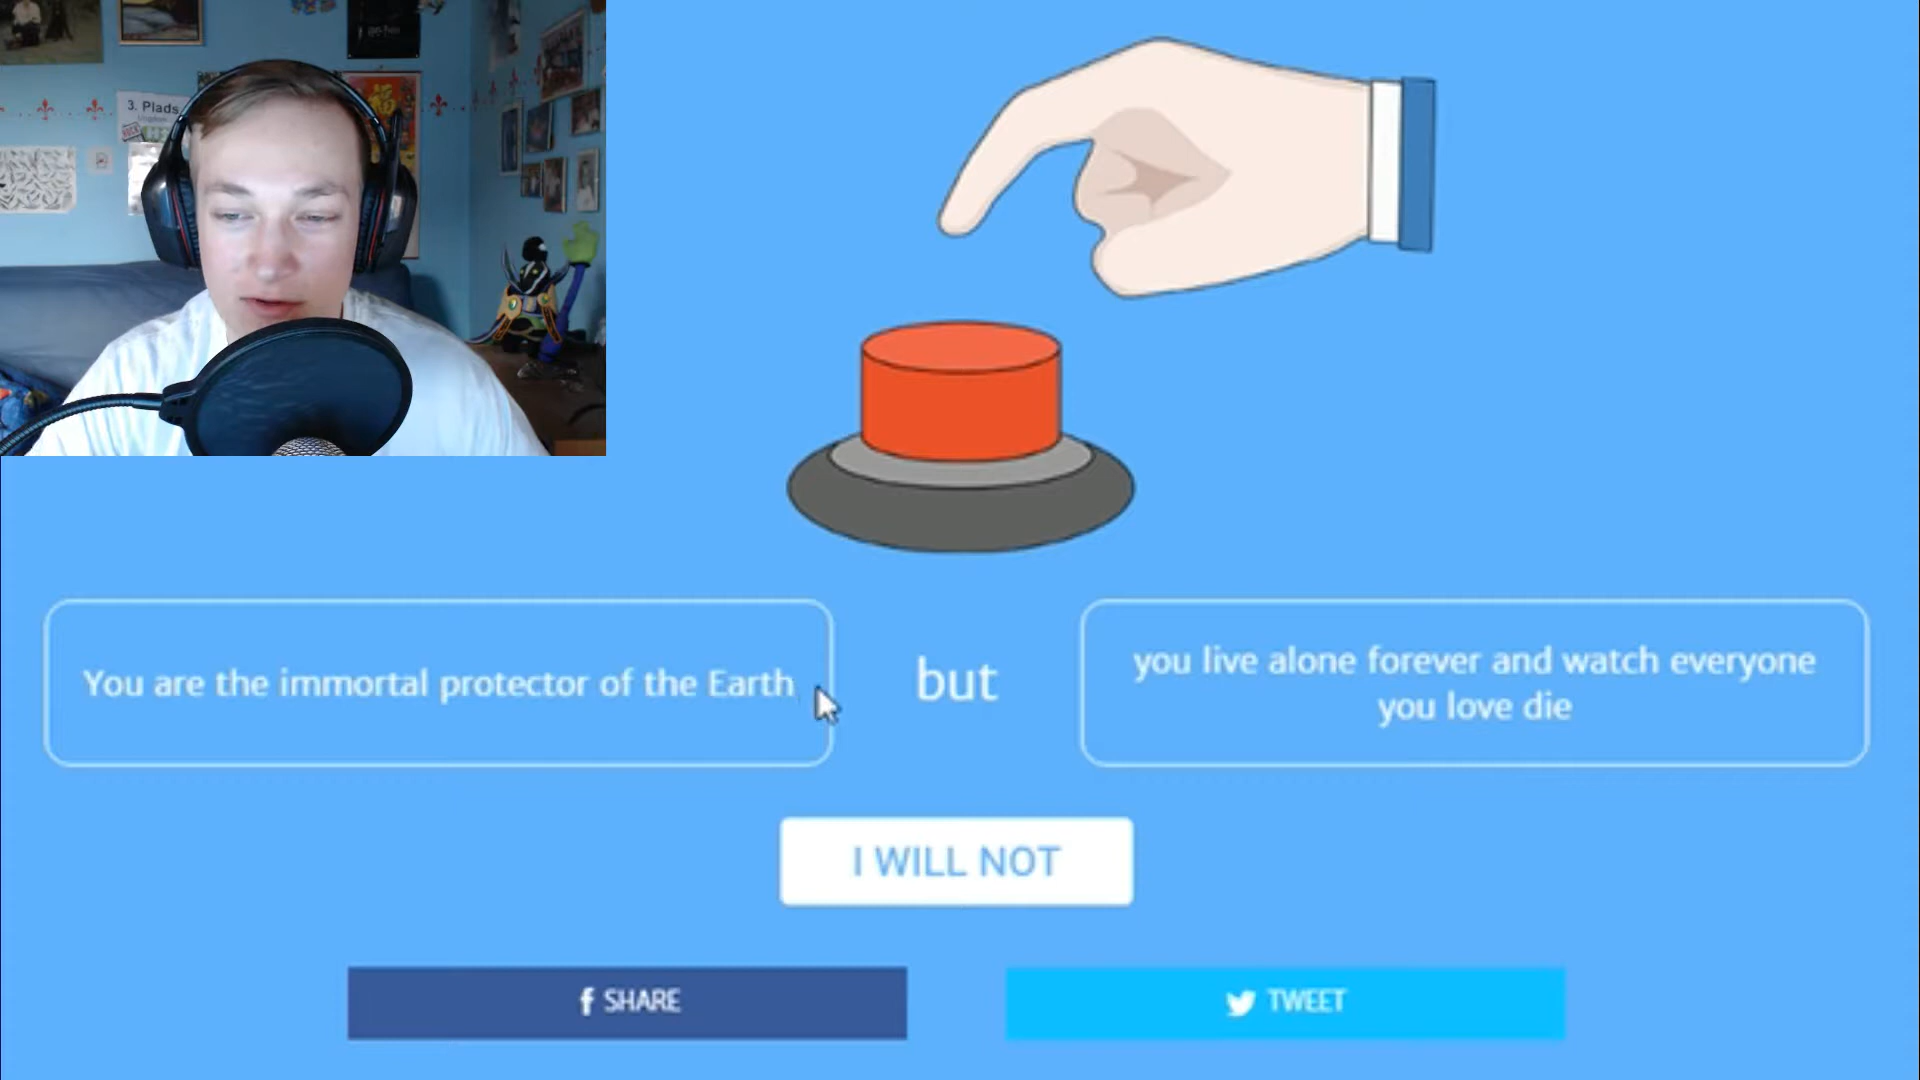 3. Plads
You are the immortal protector of the Earth
but
you live alone forever and watch everyone
you love die
I WILL NOT
f SHARE
TWEET